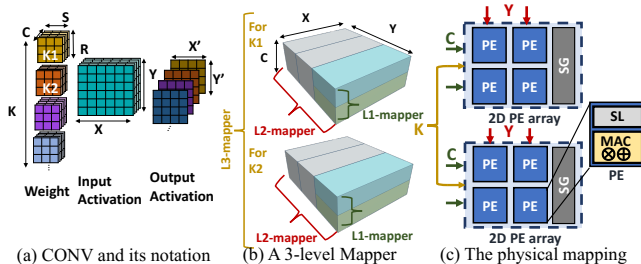 S
C
K1
R
K2
K
X
Y
X'
Y'
...
Weight
Input
Activation
Output
Activation
(a) CONV and its notation
L3-mapper
For
K1
X
Y
C
L2-mapper
L1-mapper
For
K2
L2-mapper
L1-mapper
(b) A 3-level Mapper
Y
C
PE
PE
PE
PE
SG
2D PE array
K
Y
C
PE
PE
PE
PE
SG
2D PE array
SL
MAC
⊗⊕
PE
(c) The physical mapping